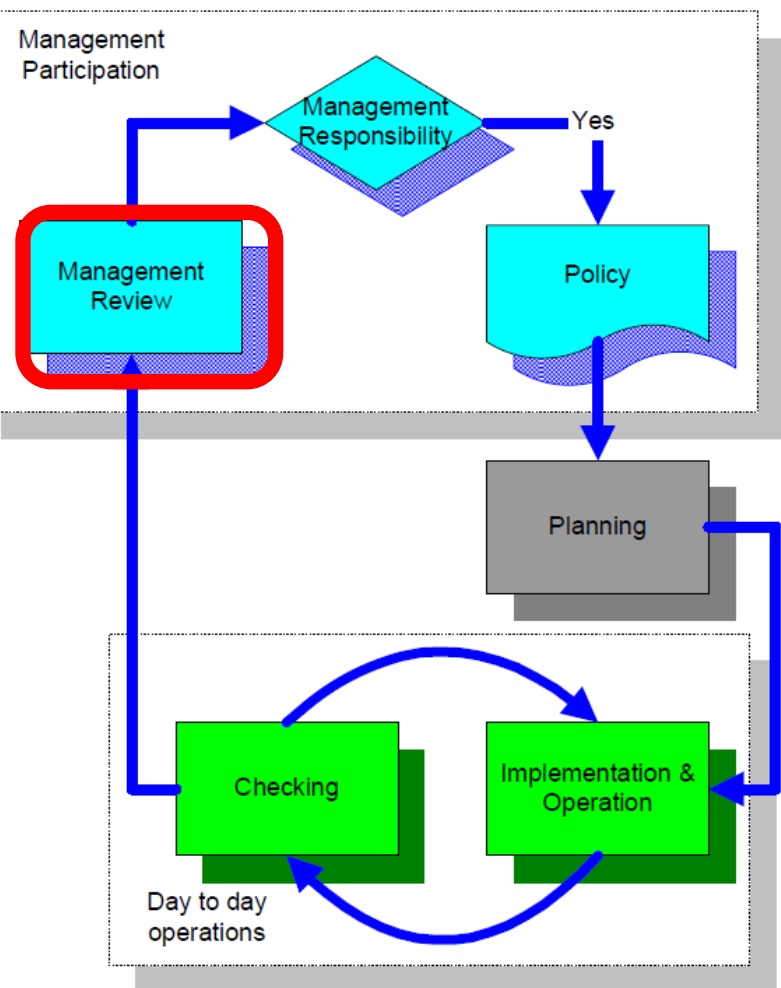 Management
Participation
Management
Responsibility
Yes
Management
Review
Policy
Planning
Checking
Implementation &
Operation
Day to day
operations